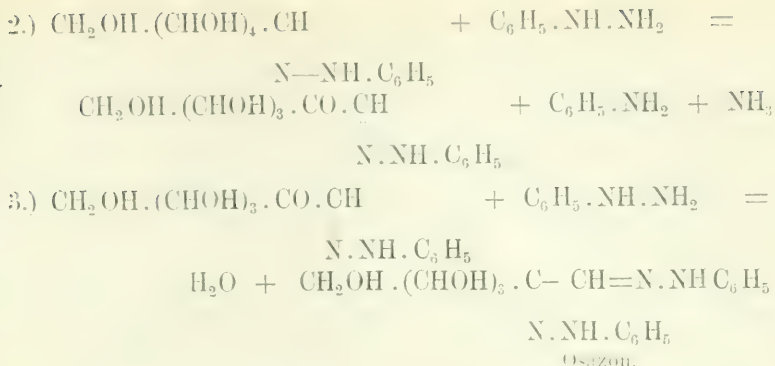 2.) CH₂OH.(CHOH)₄.CH + C₆H₅.NH.NH₂ =
N—NH.C₆H₅
CH₂OH.(CHOH)₃.CO.CH + C₆H₅.NH₂ + NH₃
N.NH.C₆H₅
3.) CH₂OH.(CHOH)₃.CO.CH + C₆H₅.NH.NH₂ =
N.NH.C₆H₅
H₂O + CH₂OH.(CHOH)₃.C– CH=N.NHC₆H₅
N.NH.C₆H₅
Osazon.